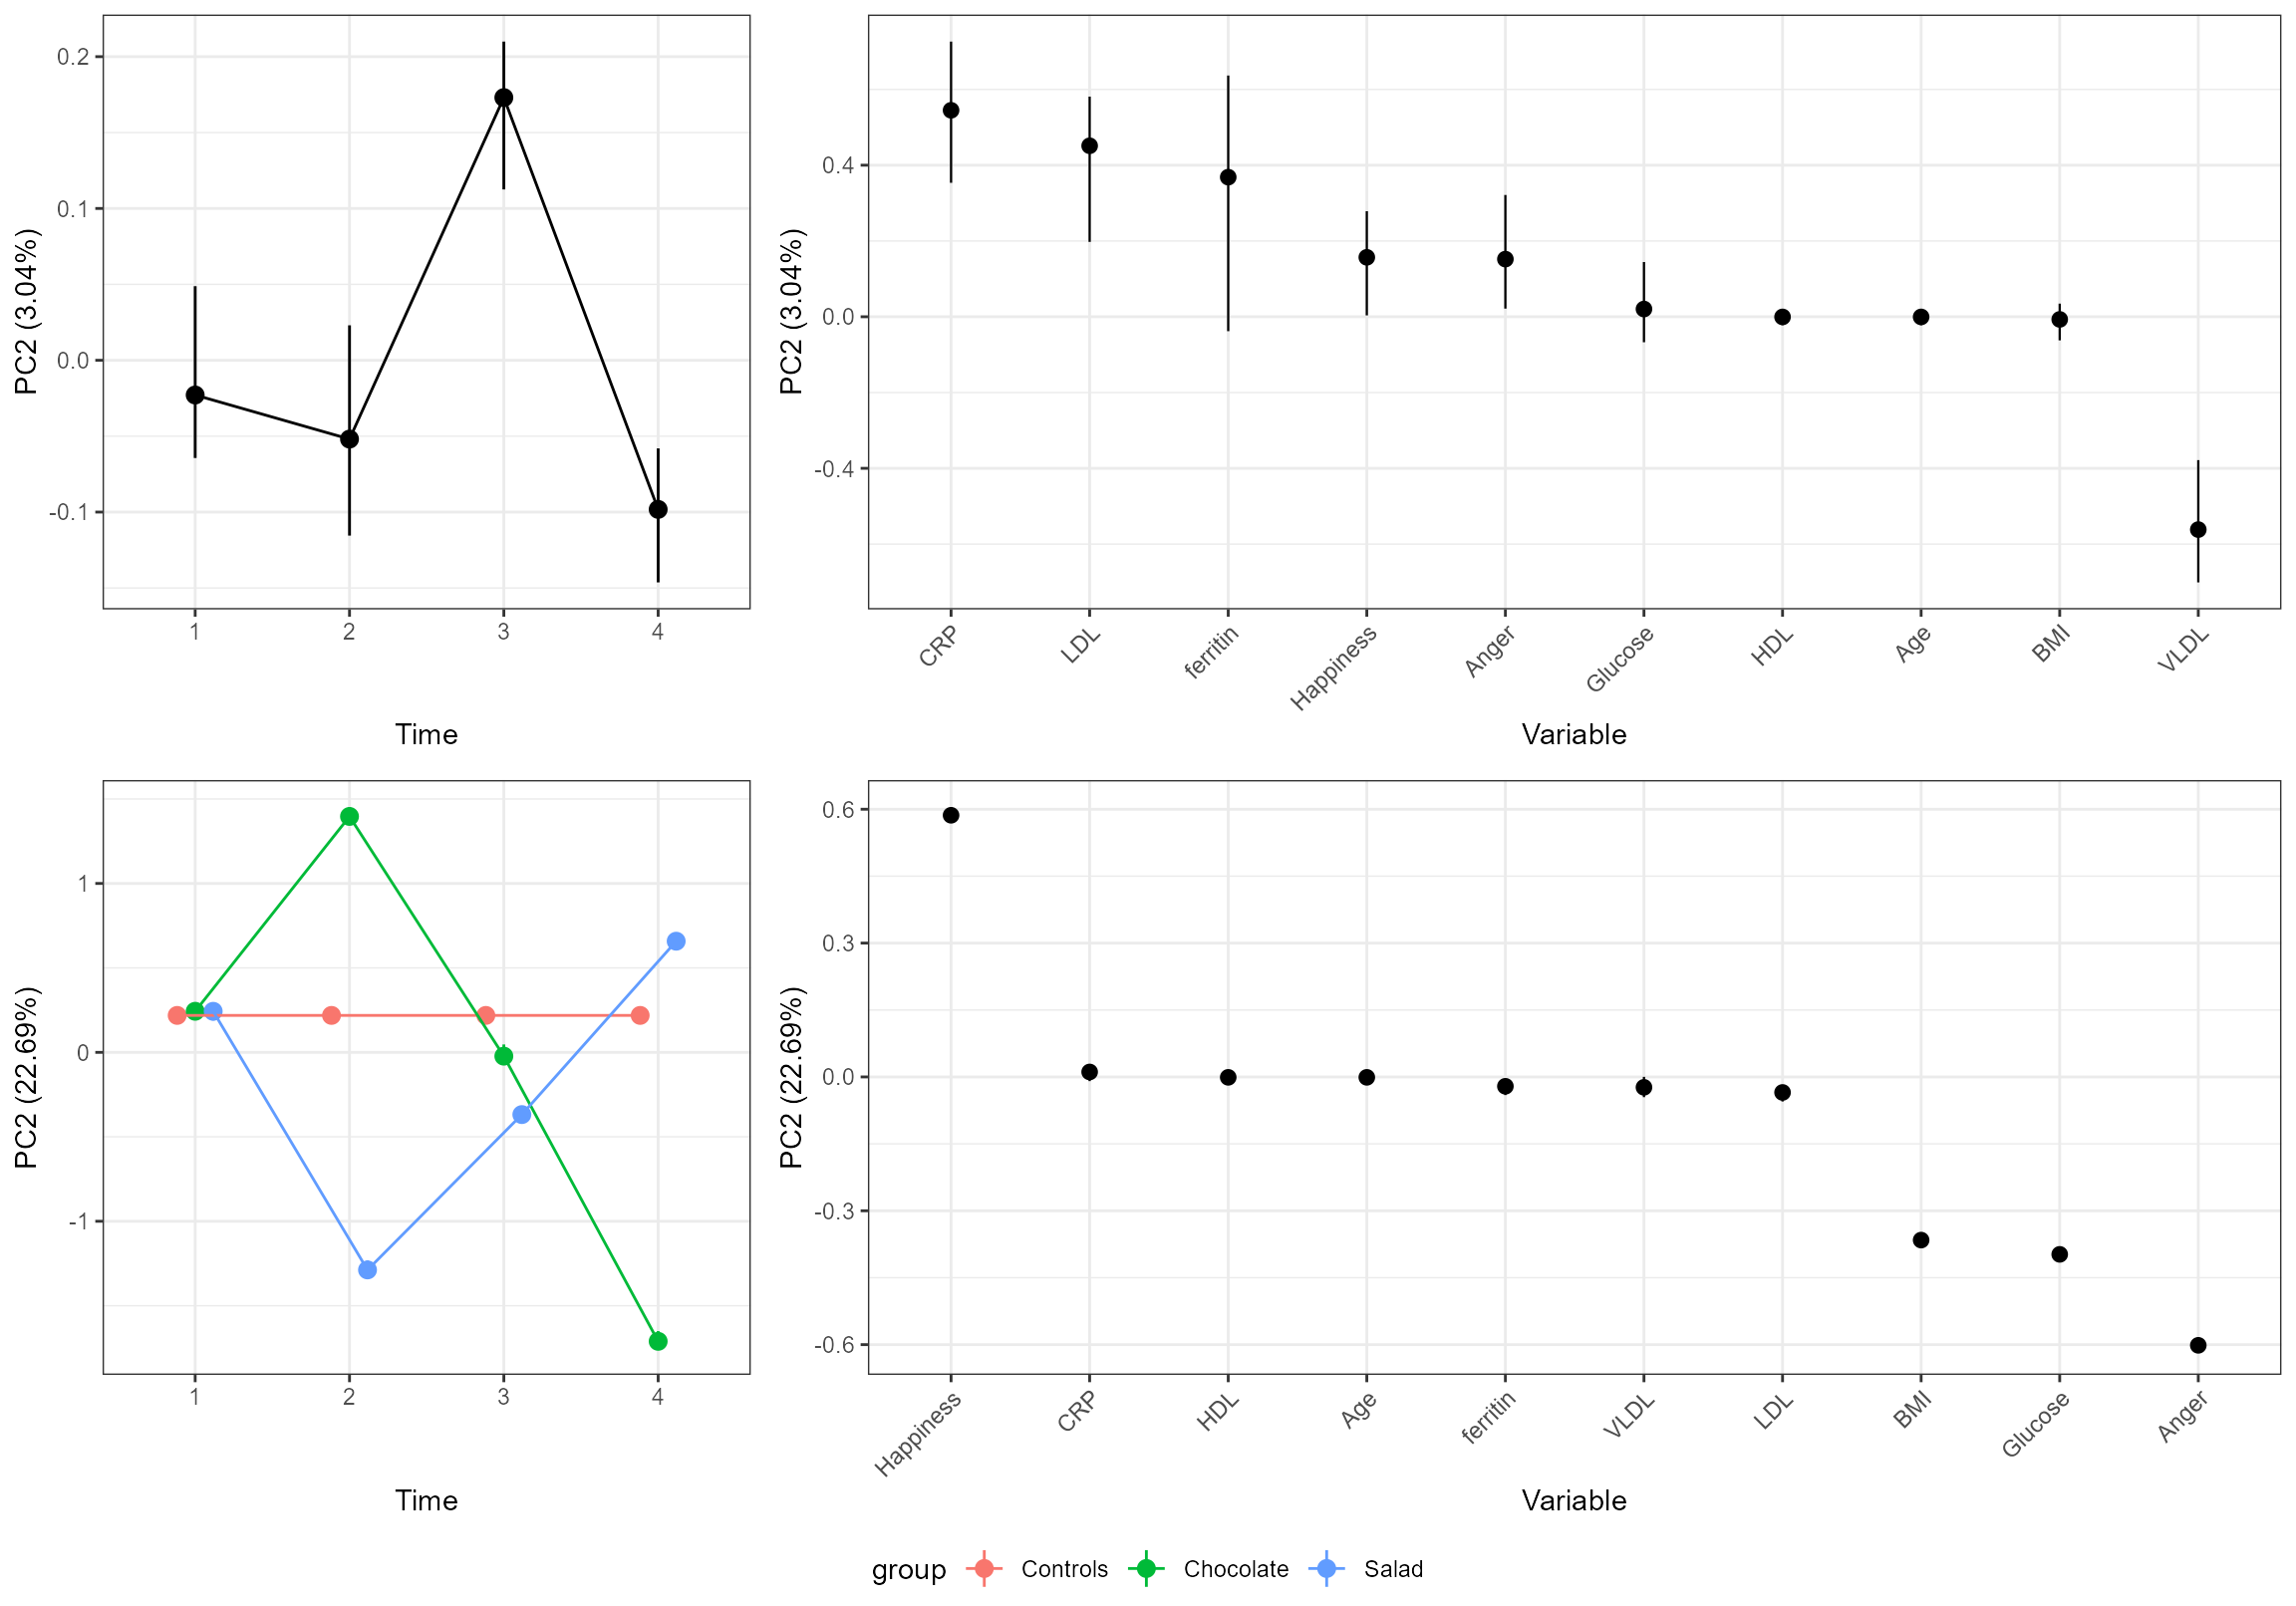 PC2 (3.04%)
0.2
0.1
0.0
-0.1
1 2 3 4
Time
PC2 (3.04%)
0.4
0.0
-0.4
CRP LDL ferritin Happiness Anger Glucose HDL Age BMI VLDL
Variable
PC2 (22.69%)
1
0
-1
1 2 3 4
Time
PC2 (22.69%)
0.6
0.3
0.0
-0.3
-0.6
Happiness CRP HDL Age ferritin VLDL LDL BMI Glucose Anger
Variable
group Controls Chocolate Salad